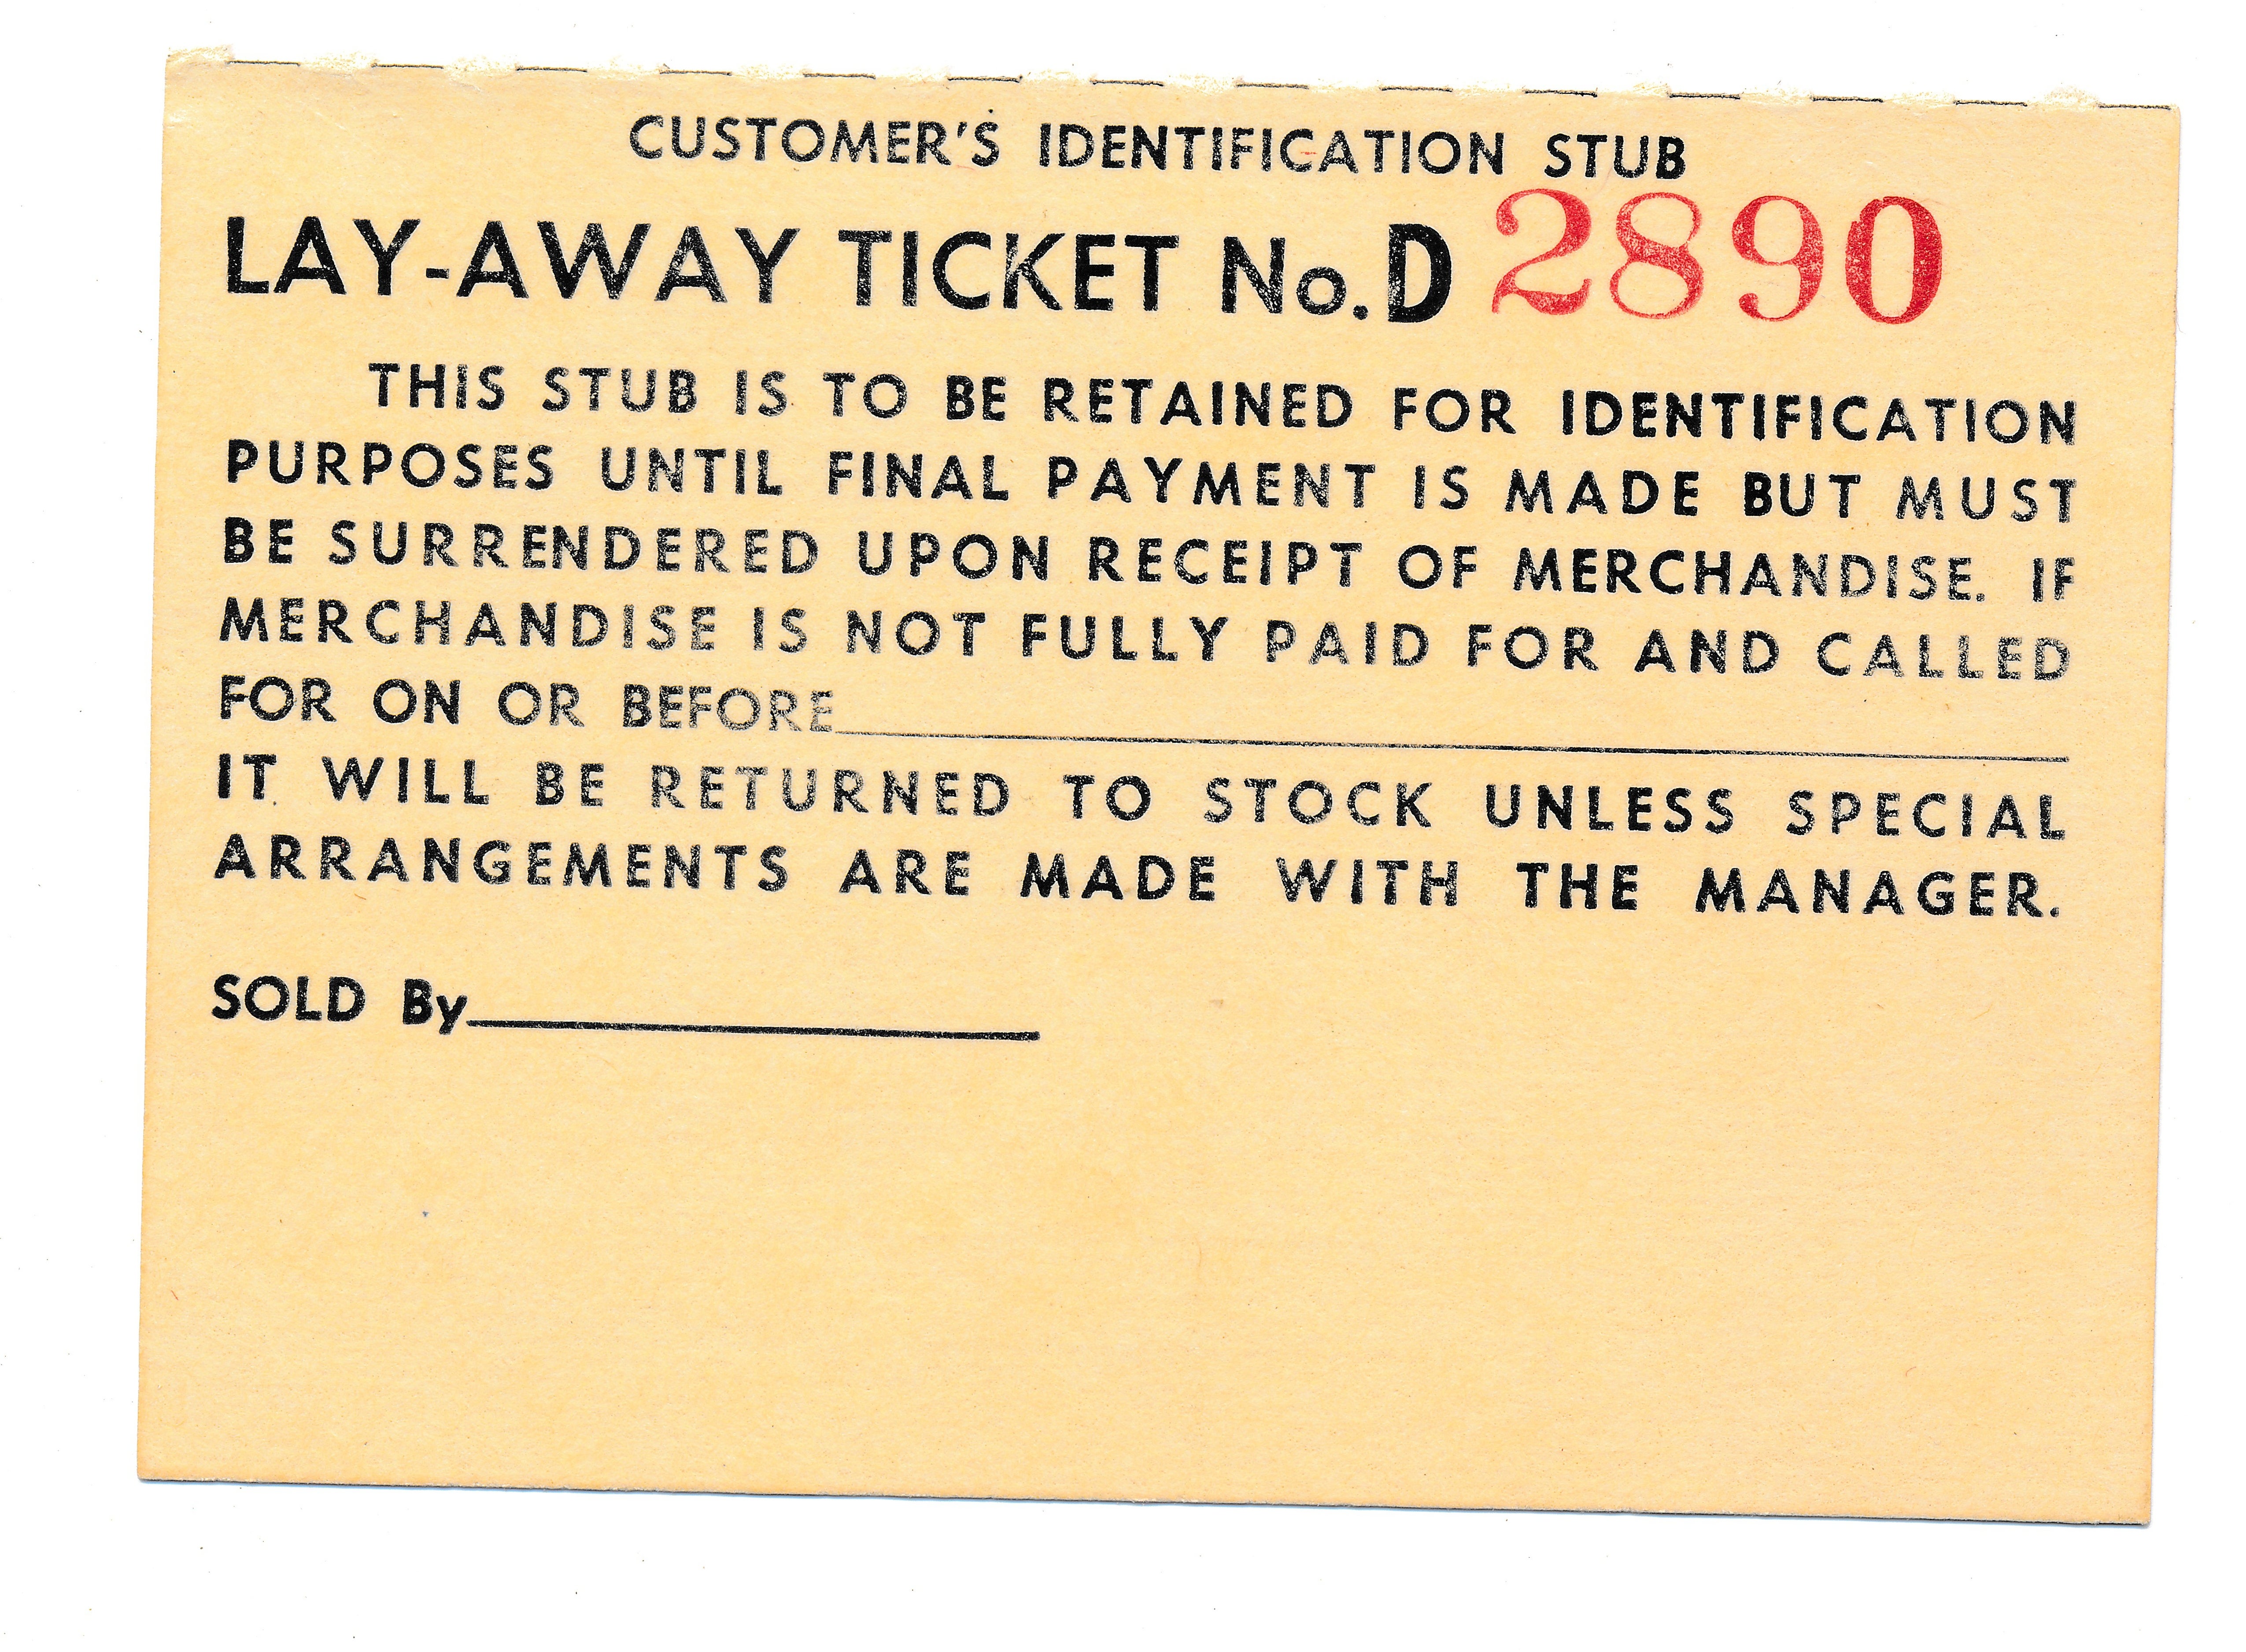 CUSTOMER'S IDENTIFICATION STUB
LAY-AWAY TICKET No. D 2890
THIS STUB IS TO BE RETAINED FOR IDENTIFICATION
PURPOSES UNTIL FINAL PAYMENT IS MADE BUT MUST
BE SURRENDERED UPON RECEIPT OF MERCHANDISE. IF
MERCHANDISE IS NOT FULLY PAID FOR AND CALLED
FOR ON OR BEFORE
IT WILL BE RETURNED TO STOCK UNLESS SPECIAL
ARRANGEMENTS ARE MADE WITH THE MANAGER.
SOLD By